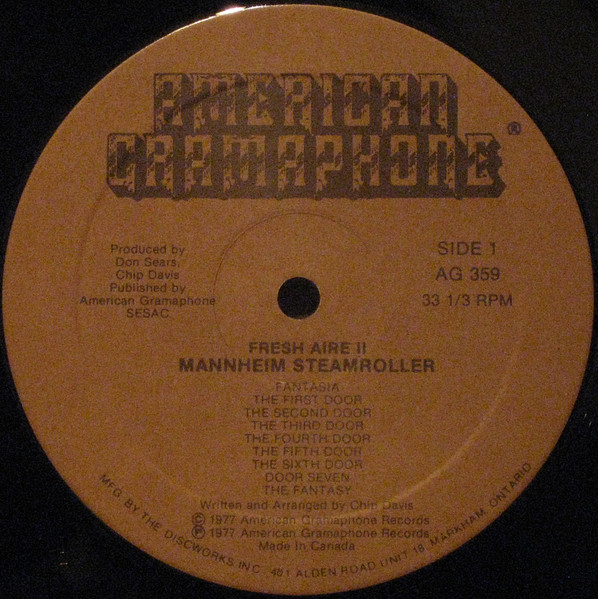 AMERICAN
GRAMAPHONE ®
Produced by
Don Sears,
Chip Davis
Published by
American Gramaphone
SESAC
SIDE 1
AG 359
33 1/3 RPM
FRESH AIRE II
MANNHEIM STEAMROLLER
FANTASIA
THE FIRST DOOR
THE SECOND DOOR
THE THIRD DOOR
THE FOURTH DOOR
THE FIFTH DOOR
THE SIXTH DOOR
DOOR SEVEN
THE FANTASY
Written and Arranged by Chip Davis
© 1977 American Gramaphone Records
℗ 1977 American Gramaphone Records
Made In Canada
MFG. BY THE DISCWORKS INC., 481 ALDEN ROAD UNIT 18, MARKHAM, ONTARIO